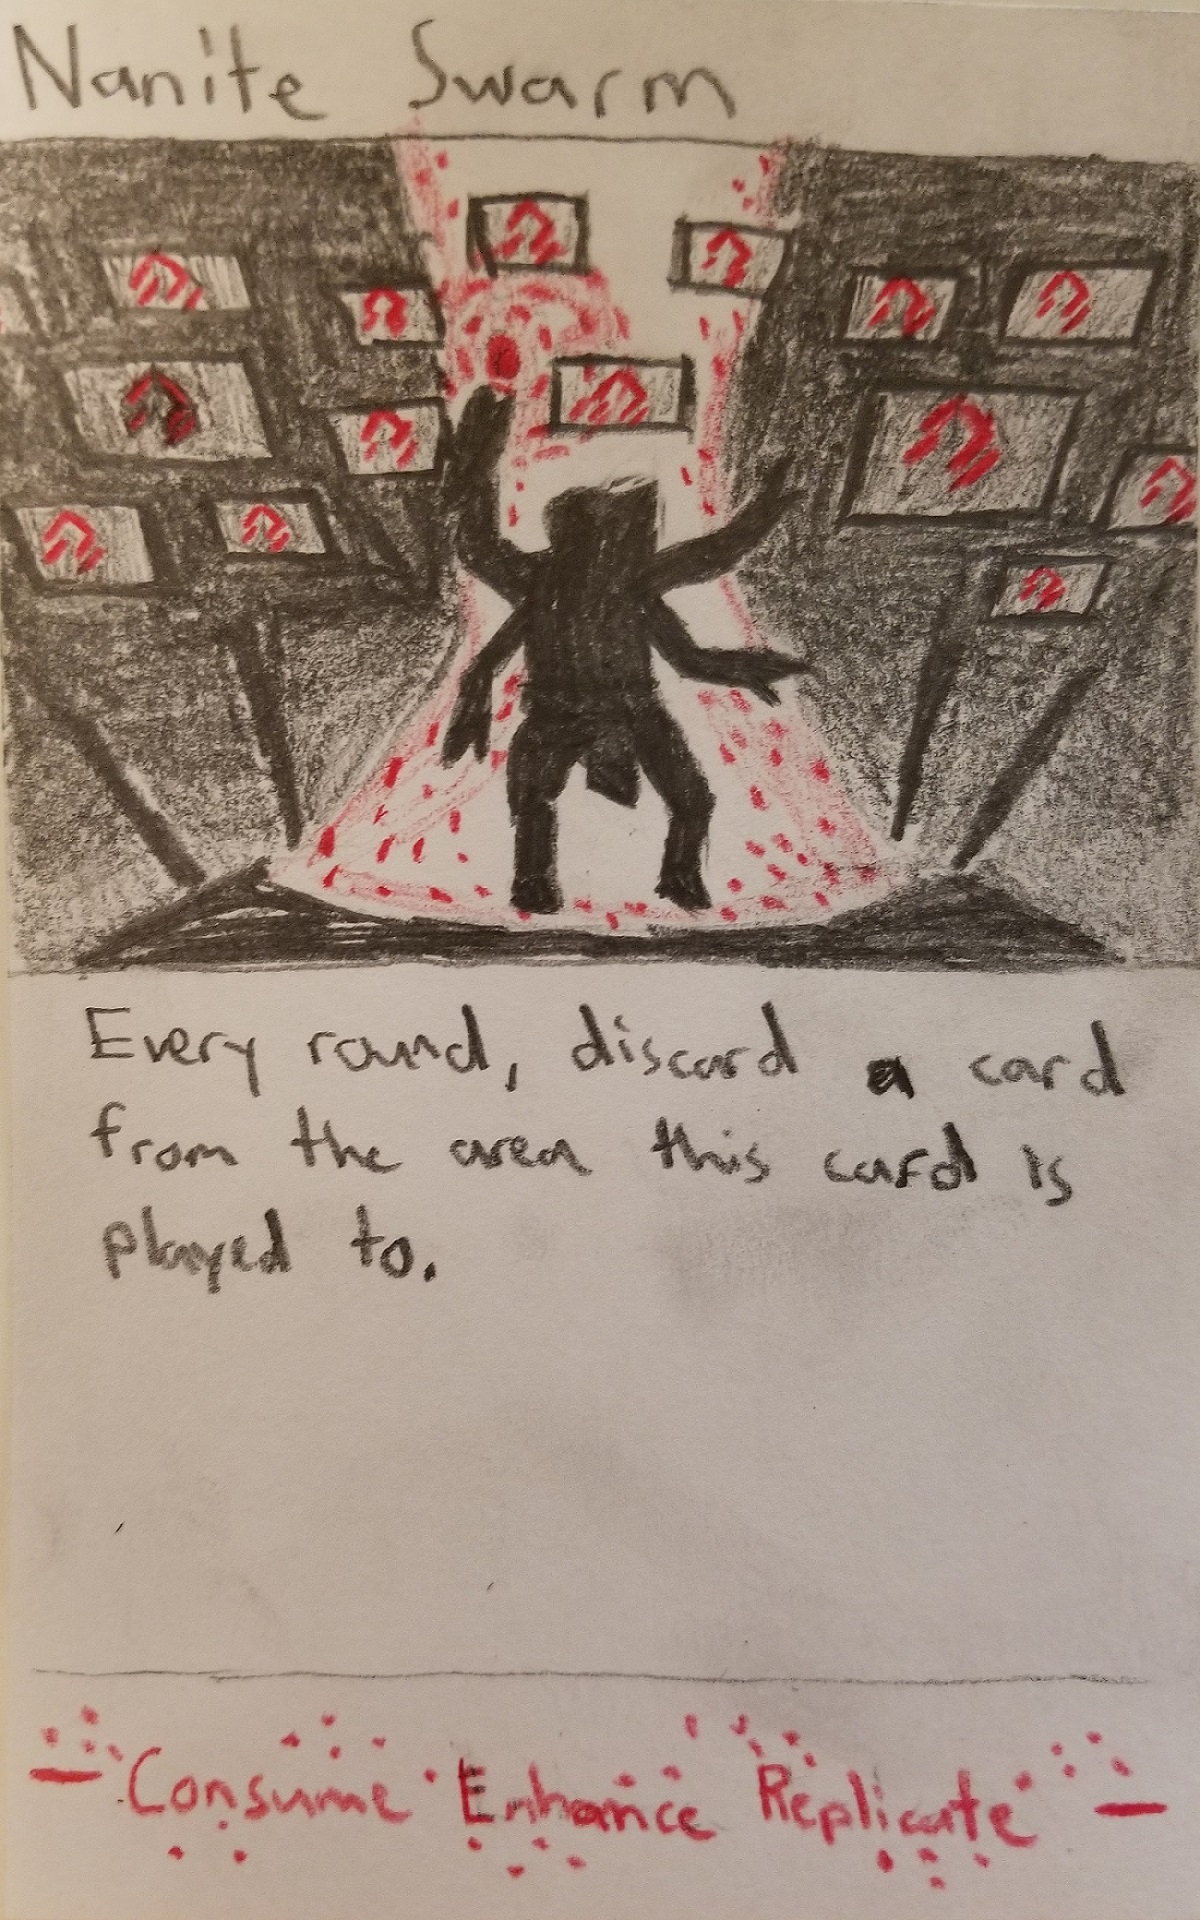 Nanite Swarm
Every round, discard a card
from the area this card is
played to.
Consume Enhance Replicate